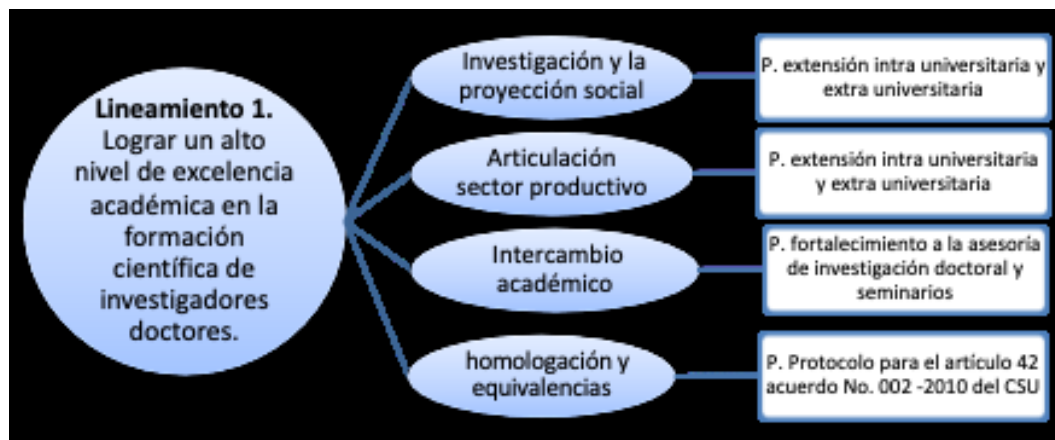 Lineamiento 1.
Lograr un alto
nivel de excelencia
académica en la
formación
científica de
investigadores
doctores.
Investigación y la
proyección social
P. extensión intra universitaria y
extra universitaria
Articulación
sector productivo
P. extensión intra universitaria
y extra universitaria
Intercambio
académico
P. fortalecimiento a la asesoría
de investigación doctoral y
seminarios
homologación y
equivalencias
P. Protocolo para el artículo 42
acuerdo No. 002 -2010 del CSU